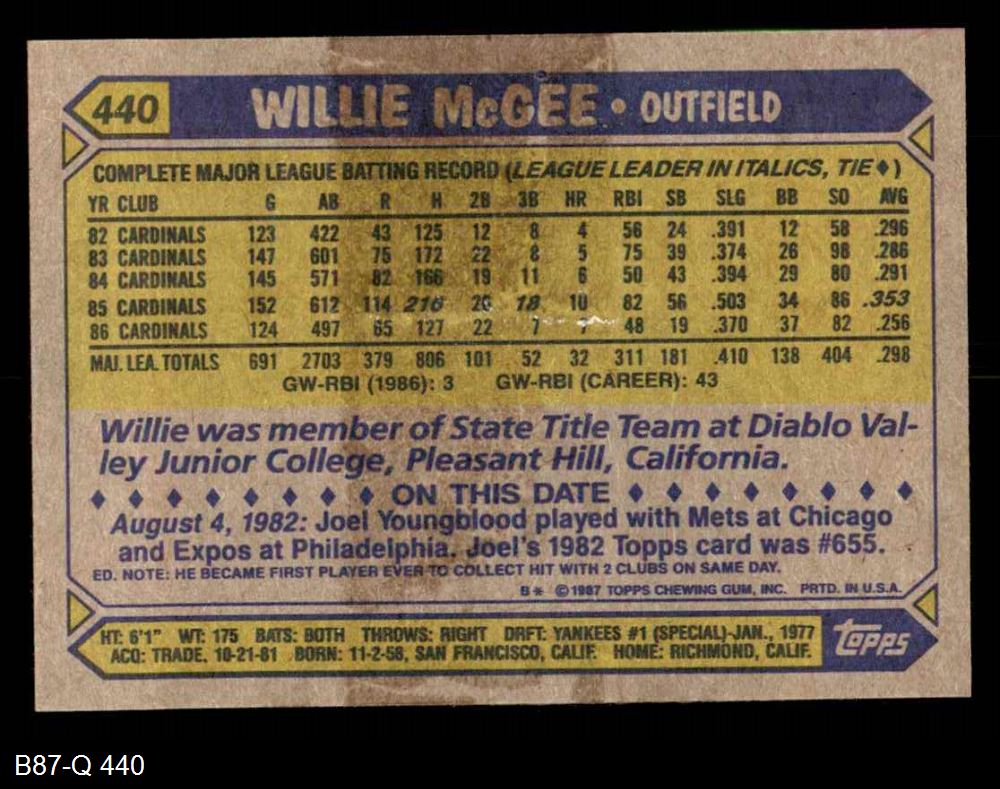 440 WILLIE McGEE • OUTFIELD
COMPLETE MAJOR LEAGUE BATTING RECORD (LEAGUE LEADER IN ITALICS, TIE♦)
YR CLUB G AB R H 2B 3B HR RBI SB SLG BB SO AVG
82 CARDINALS 123 422 43 125 12 8 4 56 24 .391 12 58 .296
83 CARDINALS 147 601 75 172 22 8 5 75 39 .374 26 98 .286
84 CARDINALS 145 571 82 166 19 11 6 50 43 .394 29 80 .291
85 CARDINALS 152 612 114 216 26 18 10 82 56 .503 34 86 .353
86 CARDINALS 124 497 65 127 22 7 7 48 19 .370 37 82 .256
MAJ. LEA. TOTALS 691 2703 379 806 101 52 32 311 181 .410 138 404 .298
GW-RBI (1986): 3 GW-RBI (CAREER): 43
Willie was member of State Title Team at Diablo Val-
ley Junior College, Pleasant Hill, California.
♦ ♦ ♦ ♦ ♦ ♦ ♦ ♦ ON THIS DATE ♦ ♦ ♦ ♦ ♦ ♦ ♦ ♦
August 4, 1982: Joel Youngblood played with Mets at Chicago
and Expos at Philadelphia. Joel's 1982 Topps card was #655.
ED. NOTE: HE BECAME FIRST PLAYER EVER TO COLLECT HIT WITH 2 CLUBS ON SAME DAY.
B* © 1987 TOPPS CHEWING GUM, INC. PRTD. IN U.S.A.
HT: 6'1" WT: 175 BATS: BOTH THROWS: RIGHT DRFT: YANKEES #1 (SPECIAL)-JAN., 1977
ACQ: TRADE, 10-21-81 BORN: 11-2-58, SAN FRANCISCO, CALIF. HOME: RICHMOND, CALIF.
Topps
B87-Q 440